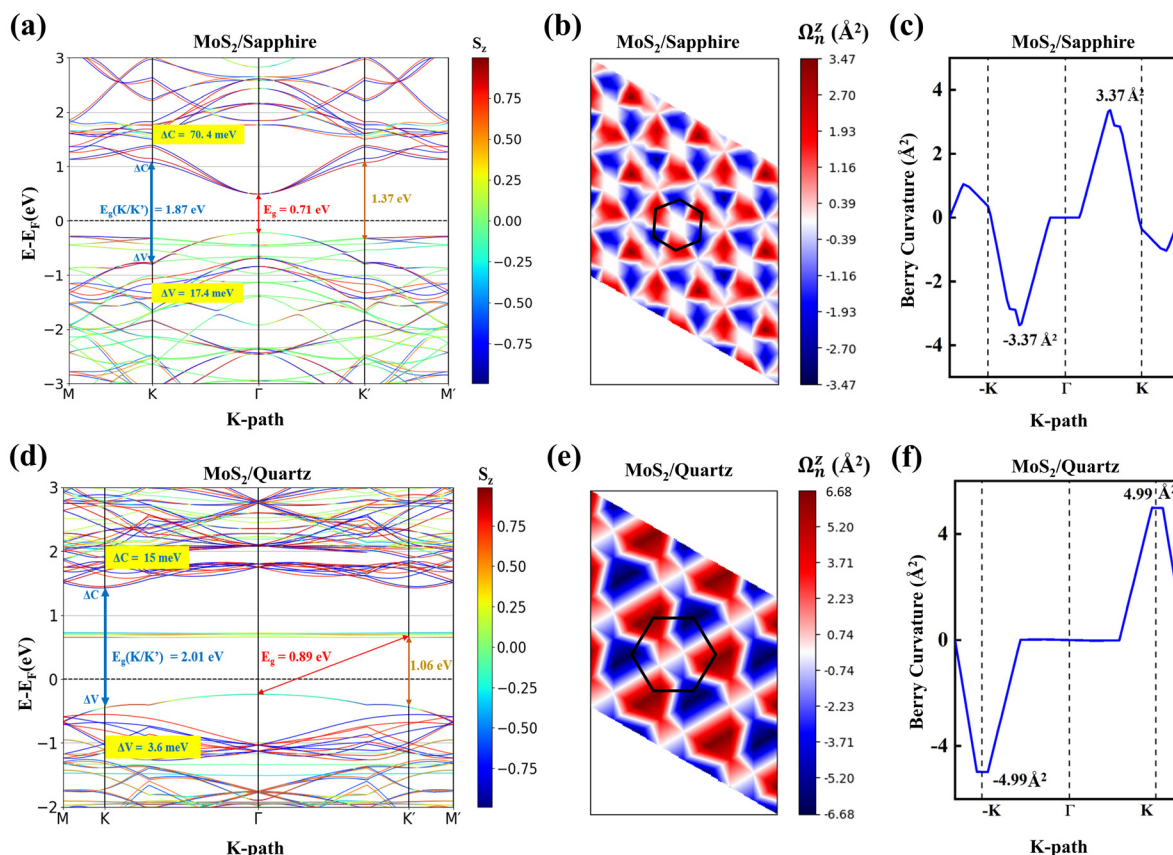 (a)
MoS₂/Sapphire
S_z
3
2
1
0
−1
−2
−3
E-E_F(eV)
ΔC = 70. 4 meV
ΔC
E_g(K/K') = 1.87 eV
E_g = 0.71 eV
1.37 eV
ΔV
ΔV = 17.4 meV
M
K
Γ
K′
M′
K-path
0.75
0.50
0.25
0.00
−0.25
−0.50
−0.75
(b)
MoS₂/Sapphire
Ω_n^z (Å²)
3.47
2.70
1.93
1.16
0.39
−0.39
−1.16
−1.93
−2.70
−3.47
(c)
MoS₂/Sapphire
Berry Curvature (Å²)
4
2
0
-2
-4
3.37 Å²
-3.37 Å²
-K
Γ
K
K-path
(d)
MoS₂/Quartz
S_z
3
2
1
0
−1
−2
E-E_F(eV)
ΔC = 15 meV
ΔC
E_g(K/K') = 2.01 eV
E_g = 0.89 eV
1.06 eV
ΔV
ΔV = 3.6 meV
M
K
Γ
K′
M′
K-path
0.75
0.50
0.25
0.00
−0.25
−0.50
−0.75
(e)
MoS₂/Quartz
Ω_n^z (Å²)
6.68
5.20
3.71
2.23
0.74
−0.74
−2.23
−3.71
−5.20
−6.68
(f)
MoS₂/Quartz
Berry Curvature (Å²)
4
0
-4
4.99 Å²
-4.99 Å²
-K
Γ
K
K-path